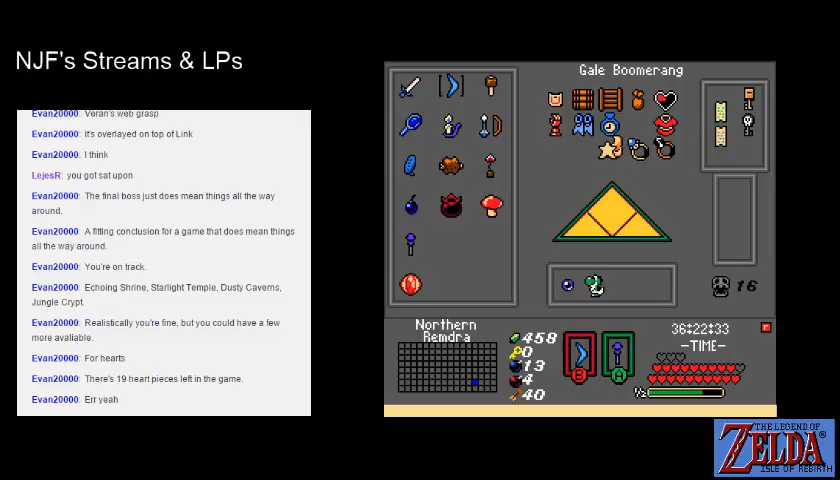 NJF's Streams & LPs
Evan20000: Veran's web grasp
Evan20000: It's overlayed on top of Link
Evan20000: I think
LejesR: you got sat upon
Evan20000: The final boss just does mean things all the way
around.
Evan20000: A fitting conclusion for a game that does mean things
all the way around.
Evan20000: You're on track.
Evan20000: Echoing Shrine, Starlight Temple, Dusty Caverns,
Jungle Crypt.
Evan20000: Realistically you're fine, but you could have a few
more avaliable.
Evan20000: For hearts.
Evan20000: There's 19 heart pieces left in the game.
Evan20000: Err yeah
Gale Boomerang
16
Northern
Remdra
458
0
13
4
40
B
A
36:22:33
-TIME-
1/2
THE LEGEND OF
ZELDA®
ISLE OF REBIRTH